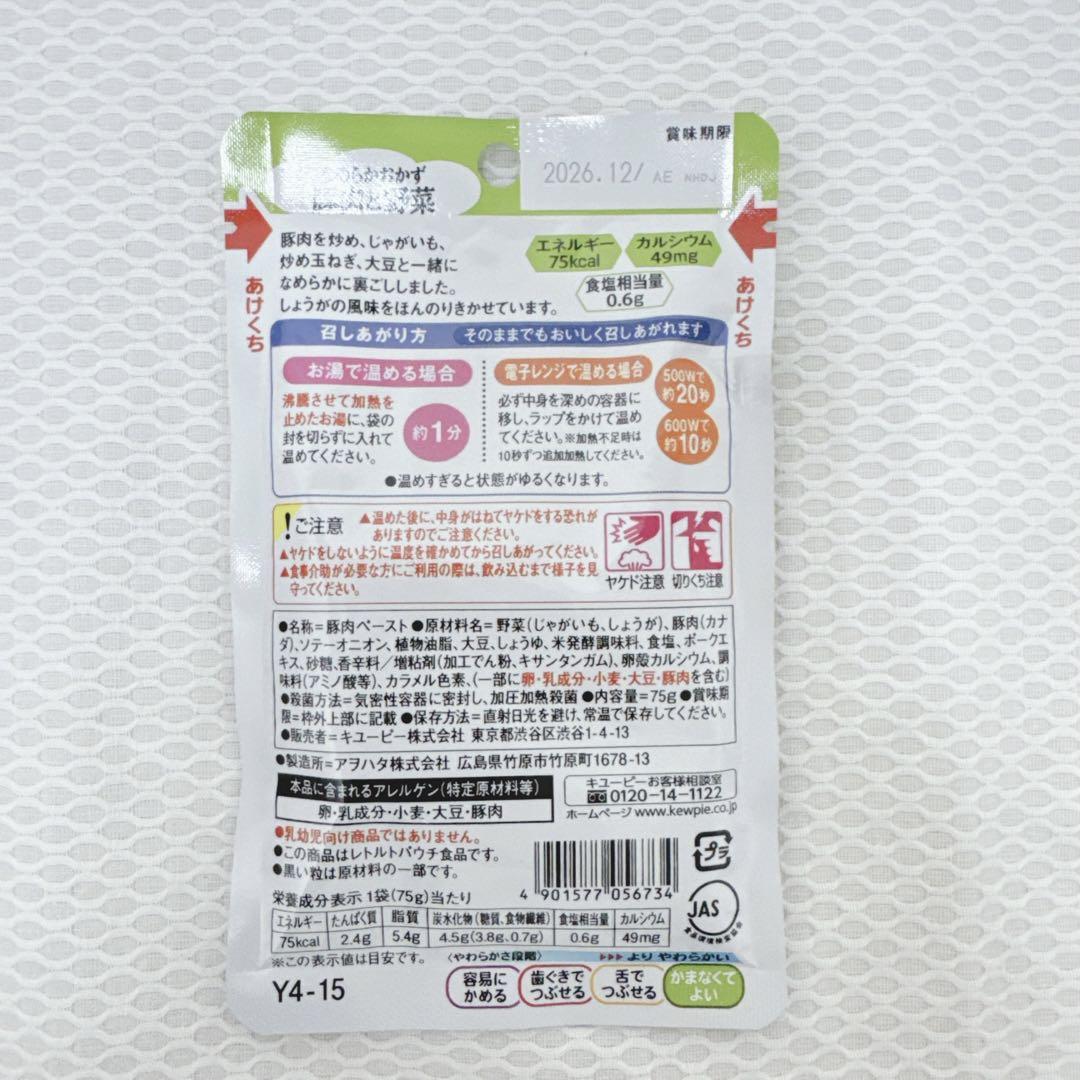 賞味期限
2026.12/ AE NHDJ
らかおかず
と野菜
豚肉を炒め、じゃがいも、
炒め玉ねぎ、大豆と一緒に
なめらかに裏ごししました。
しょうがの風味をほんのりきかせています。
エネルギー
75kcal
カルシウム
49mg
食塩相当量
0.6g
あけくち
あけくち
召しあがり方 そのままでもおいしく召しあがれます
お湯で温める場合
沸騰させて加熱を
止めたお湯に、袋の
封を切らずに入れて
温めてください。
約1分
電子レンジで温める場合
必ず中身を深めの容器に
移し、ラップをかけて温め
てください。※加熱不足時は
10秒ずつ追加加熱してください。
500Wで
約20秒
600Wで
約10秒
●温めすぎると状態がゆるくなります。
!ご注意
▲温めた後に、中身がはねてヤケドをする恐れが
ありますのでご注意ください。
▲ヤケドをしないように温度を確かめてから召しあがってください。
▲食事介助が必要な方にご利用の際は、飲み込むまで様子を見
守ってください。
ヤケド注意 切りくち注意
●名称=豚肉ペースト●原材料名=野菜(じゃがいも、しょうが)、豚肉(カナ
ダ)、ソテーオニオン、植物油脂、大豆、しょうゆ、米発酵調味料、食塩、ポークエ
キス、砂糖、香辛料/増粘剤(加工でん粉、キサンタンガム)、卵殻カルシウム、調
味料(アミノ酸等)、カラメル色素、(一部に卵・乳成分・小麦・大豆・豚肉を含む)
●殺菌方法=気密性容器に密封し、加圧加熱殺菌●内容量=75g●賞味期
限=枠外上部に記載●保存方法=直射日光を避け、常温で保存してください。
●販売者=キユーピー株式会社 東京都渋谷区渋谷1-4-13
●製造所=アヲハタ株式会社 広島県竹原市竹原町1678-13
本品に含まれるアレルゲン(特定原材料等)
卵・乳成分・小麦・大豆・豚肉
キユーピーお客様相談室
0120-14-1122
ホームページ www.kewpie.co.jp
●乳幼児向け商品ではありません。
●この商品はレトルトパウチ食品です。
●黒い粒は原材料の一部です。
4 901577 056734
プラ
JAS
栄養成分表示 1袋(75g)当たり
エネルギー たんぱく質 脂質 炭水化物(糖質、食物繊維) 食塩相当量 カルシウム
75kcal 2.4g 5.4g 4.5g(3.8g、0.7g) 0.6g 49mg
※この表示値は目安です。 〈やわらかさ段階〉 よりやわらかい
Y4-15
容易に
かめる
歯ぐきで
つぶせる
舌で
つぶせる
かまなくて
よい